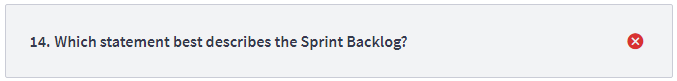 14. Which statement best describes the Sprint Backlog?